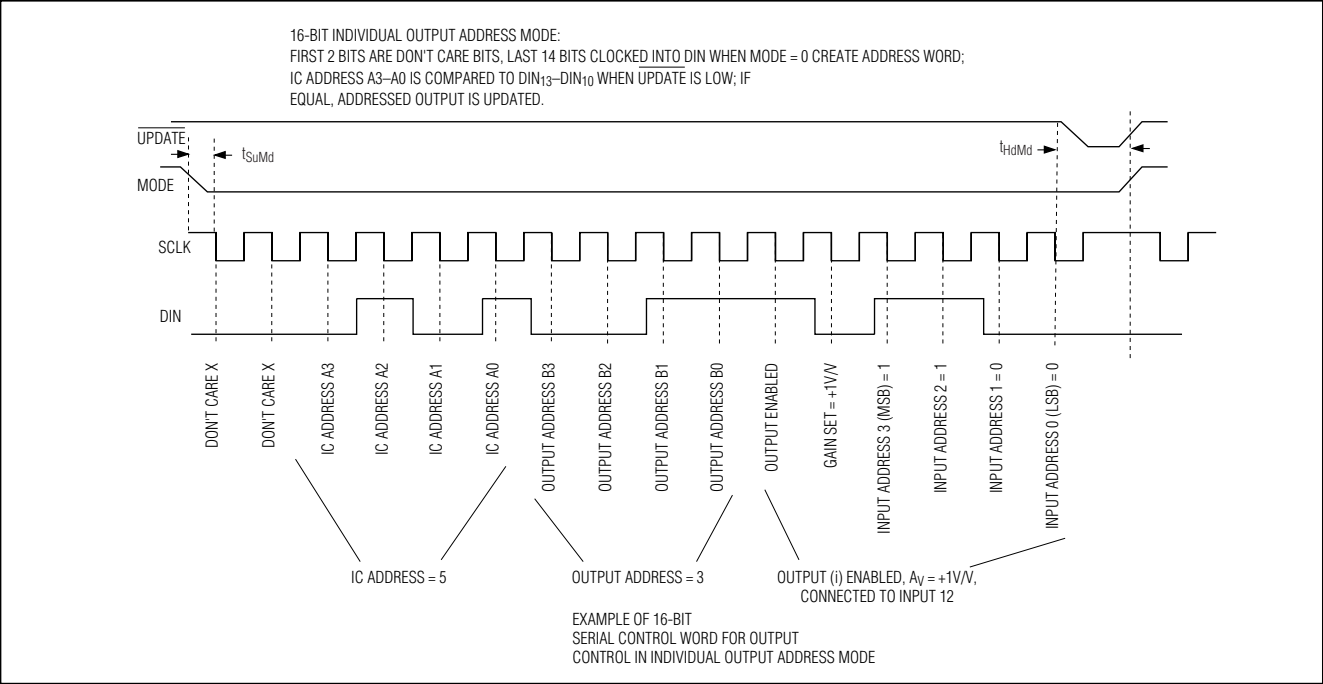 16-BIT INDIVIDUAL OUTPUT ADDRESS MODE:
FIRST 2 BITS ARE DON'T CARE BITS, LAST 14 BITS CLOCKED INTO DIN WHEN MODE = 0 CREATE ADDRESS WORD;
IC ADDRESS A3–A0 IS COMPARED TO DIN13–DIN10 WHEN UPDATE IS LOW; IF
EQUAL, ADDRESSED OUTPUT IS UPDATED.
UPDATE
tSuMd
tHdMd
MODE
SCLK
DIN
DON'T CARE X
DON'T CARE X
IC ADDRESS A3
IC ADDRESS A2
IC ADDRESS A1
IC ADDRESS A0
OUTPUT ADDRESS B3
OUTPUT ADDRESS B2
OUTPUT ADDRESS B1
OUTPUT ADDRESS B0
OUTPUT ENABLED
GAIN SET = +1V/V
INPUT ADDRESS 3 (MSB) = 1
INPUT ADDRESS 2 = 1
INPUT ADDRESS 1 = 0
INPUT ADDRESS 0 (LSB) = 0
IC ADDRESS = 5
OUTPUT ADDRESS = 3
OUTPUT (i) ENABLED, AV = +1V/V,
CONNECTED TO INPUT 12
EXAMPLE OF 16-BIT
SERIAL CONTROL WORD FOR OUTPUT
CONTROL IN INDIVIDUAL OUTPUT ADDRESS MODE